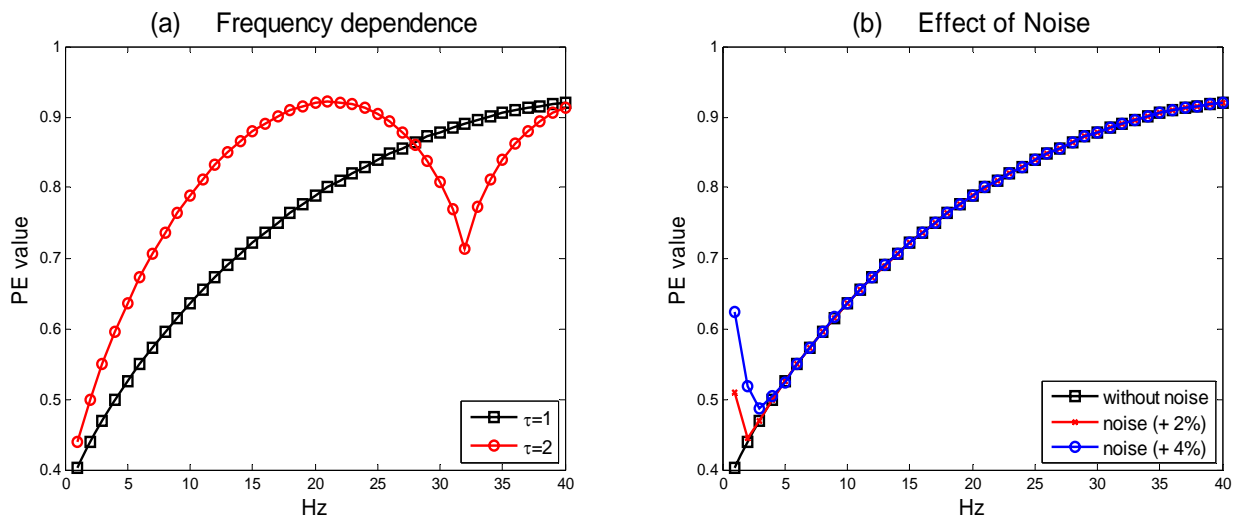 (a) Frequency dependence
1
0.9
0.8
0.7
0.6
0.5
0.4
PE value
0 5 10 15 20 25 30 35 40
Hz
τ=1
τ=2
(b) Effect of Noise
1
0.9
0.8
0.7
0.6
0.5
0.4
PE value
0 5 10 15 20 25 30 35 40
Hz
without noise
noise (+ 2%)
noise (+ 4%)